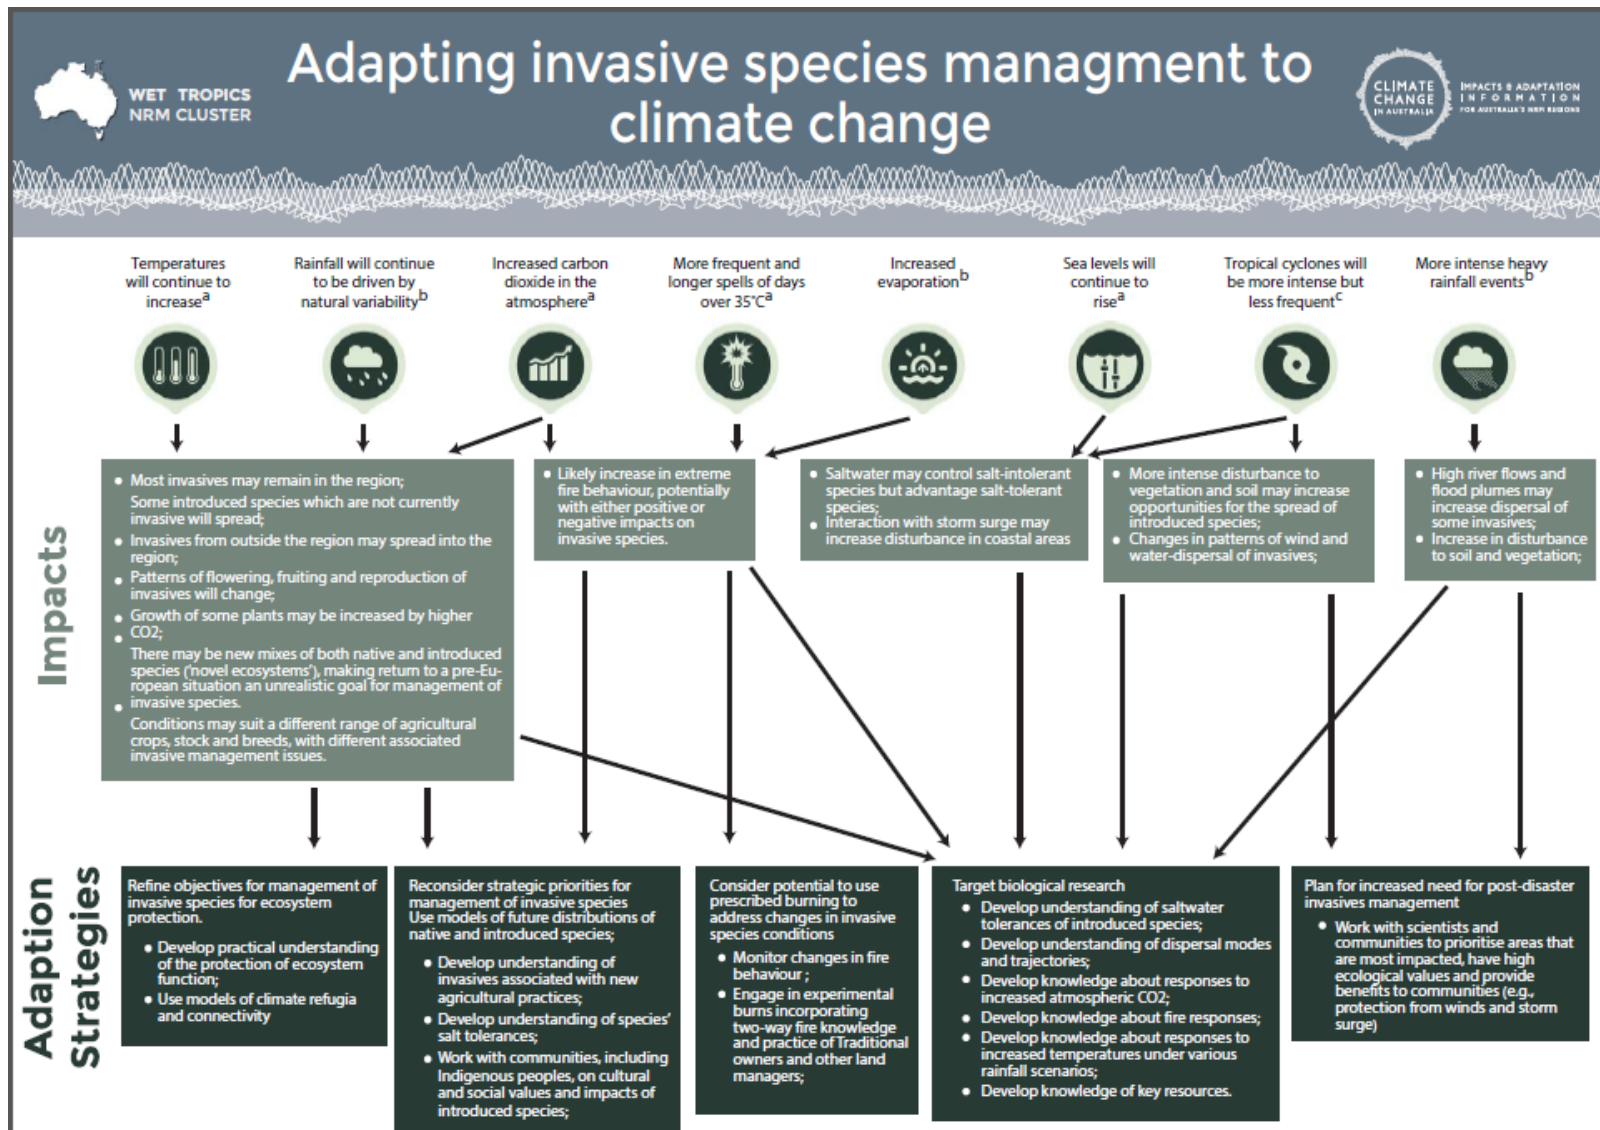 WET TROPICS
NRM CLUSTER
Adapting invasive species managment to
climate change
CLIMATE
CHANGE
IN AUSTRALIA
IMPACTS & ADAPTATION
INFORMATION
FOR AUSTRALIA'S NRM REGIONS
Temperatures
will continue to
increasea
Rainfall will continue
to be driven by
natural variabilityb
Increased carbon
dioxide in the
atmospherea
More frequent and
longer spells of days
over 35°Ca
Increased
evaporationb
Sea levels will
continue to
risea
Tropical cyclones will
be more intense but
less frequentc
More intense heavy
rainfall eventsb
Impacts
• Most invasives may remain in the region;
Some introduced species which are not currently
invasive will spread;
• Invasives from outside the region may spread into the
region;
• Patterns of flowering, fruiting and reproduction of
invasives will change;
• Growth of some plants may be increased by higher
• CO2;
There may be new mixes of both native and introduced
species ('novel ecosystems'), making return to a pre-Eu-
ropean situation an unrealistic goal for management of
• invasive species.
Conditions may suit a different range of agricultural
crops, stock and breeds, with different associated
invasive management issues.
• Likely increase in extreme
fire behaviour, potentially
with either positive or
negative impacts on
invasive species.
• Saltwater may control salt-intolerant
species but advantage salt-tolerant
species;
• Interaction with storm surge may
increase disturbance in coastal areas
• More intense disturbance to
vegetation and soil may increase
opportunities for the spread of
introduced species;
• Changes in patterns of wind and
water-dispersal of invasives;
• High river flows and
flood plumes may
increase dispersal of
some invasives;
• Increase in disturbance
to soil and vegetation;
Adaption
Strategies
Refine objectives for management of
invasive species for ecosystem
protection.
• Develop practical understanding
of the protection of ecosystem
function;
• Use models of climate refugia
and connectivity
Reconsider strategic priorities for
management of invasive species
Use models of future distributions of
native and introduced species;
• Develop understanding of
invasives associated with new
agricultural practices;
• Develop understanding of species'
salt tolerances;
• Work with communities, including
Indigenous peoples, on cultural
and social values and impacts of
introduced species;
Consider potential to use
prescribed burning to
address changes in invasive
species conditions
• Monitor changes in fire
behaviour ;
• Engage in experimental
burns incorporating
two-way fire knowledge
and practice of Traditional
owners and other land
managers;
Target biological research
• Develop understanding of saltwater
tolerances of introduced species;
• Develop understanding of dispersal modes
and trajectories;
• Develop knowledge about responses to
increased atmospheric CO2;
• Develop knowledge about fire responses;
• Develop knowledge about responses to
increased temperatures under various
rainfall scenarios;
• Develop knowledge of key resources.
Plan for increased need for post-disaster
invasives management
• Work with scientists and
communities to prioritise areas that
are most impacted, have high
ecological values and provide
benefits to communities (e.g.,
protection from winds and storm
surge)